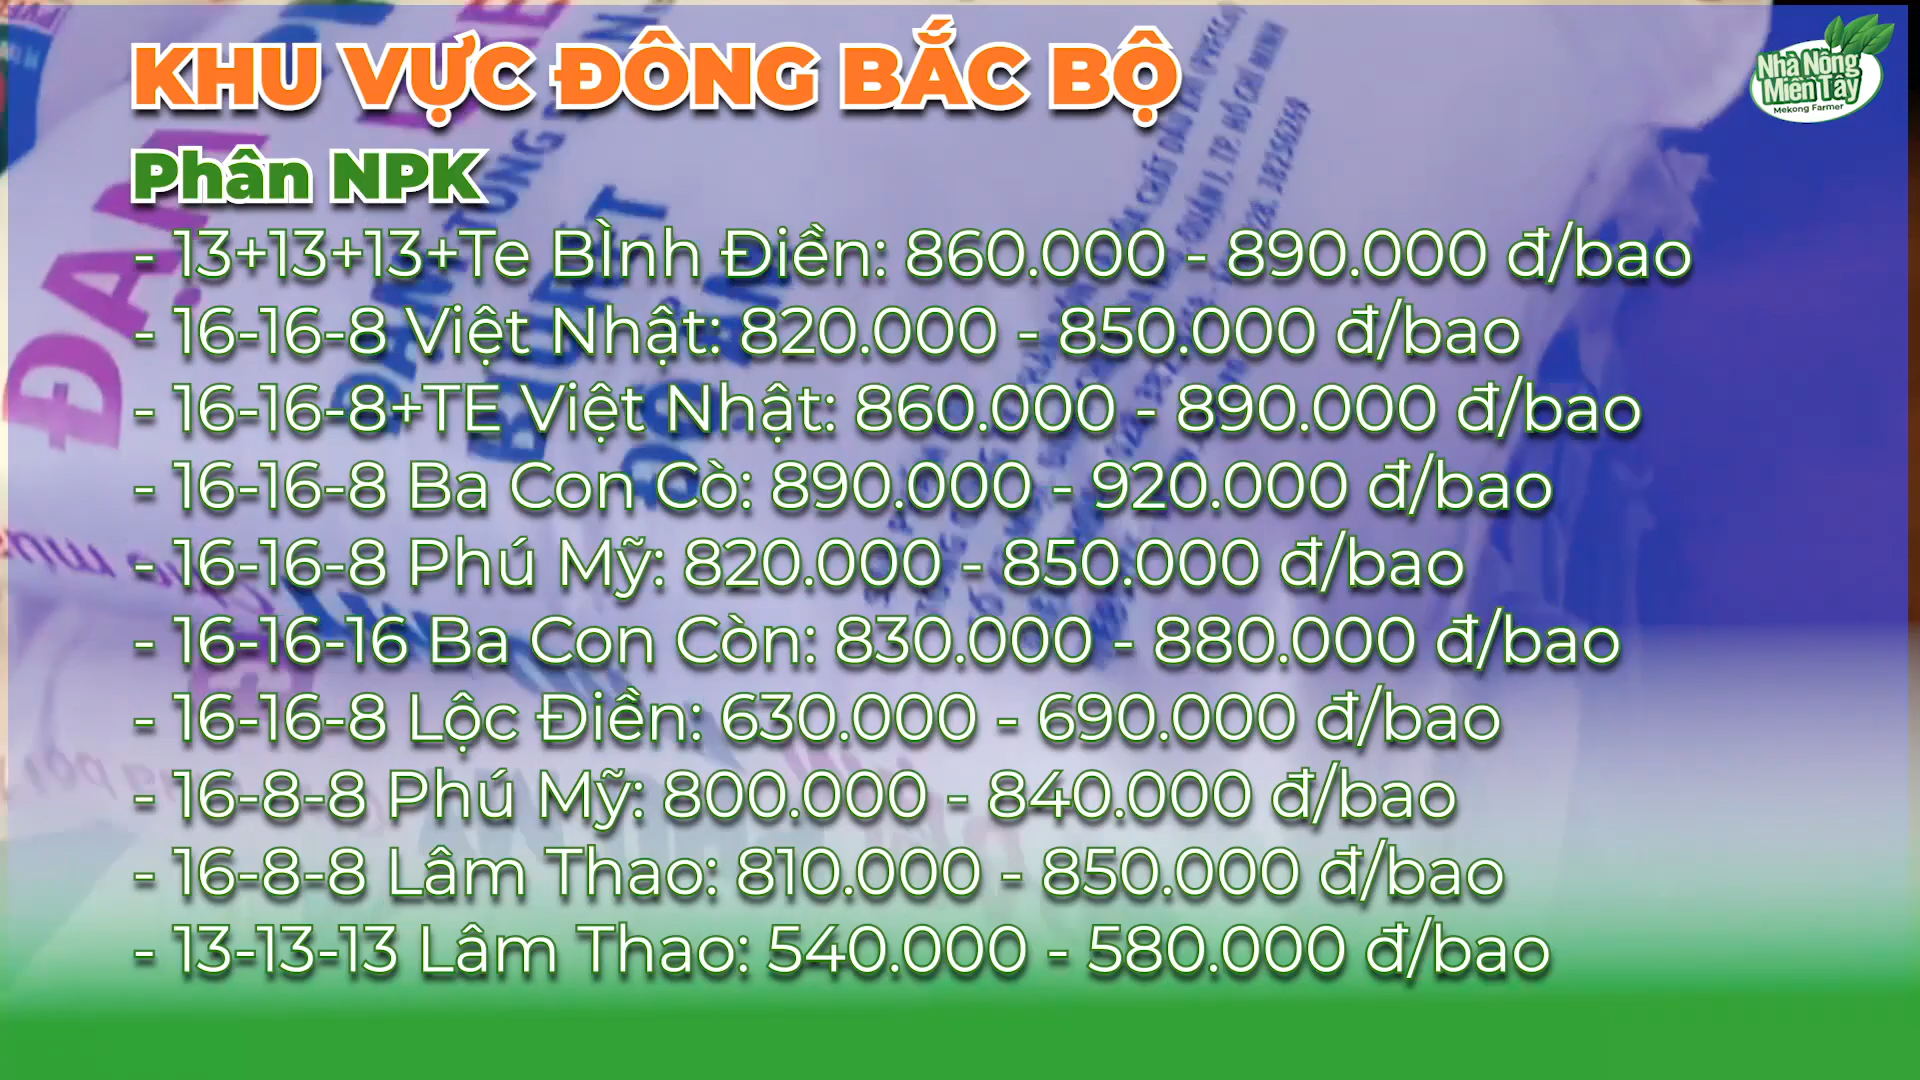 KHU VỰC ĐÔNG BẮC BỘ
Nhà Nông
Miền Tây
Mekong Farmer
Phân NPK
- 13+13+13+Te BÌnh Điền: 860.000 - 890.000 đ/bao
- 16-16-8 Việt Nhật: 820.000 - 850.000 đ/bao
- 16-16-8+TE Việt Nhật: 860.000 - 890.000 đ/bao
- 16-16-8 Ba Con Cò: 890.000 - 920.000 đ/bao
- 16-16-8 Phú Mỹ: 820.000 - 850.000 đ/bao
- 16-16-16 Ba Con Còn: 830.000 - 880.000 đ/bao
- 16-16-8 Lộc Điền: 630.000 - 690.000 đ/bao
- 16-8-8 Phú Mỹ: 800.000 - 840.000 đ/bao
- 16-8-8 Lâm Thao: 810.000 - 850.000 đ/bao
- 13-13-13 Lâm Thao: 540.000 - 580.000 đ/bao
ĐẠM